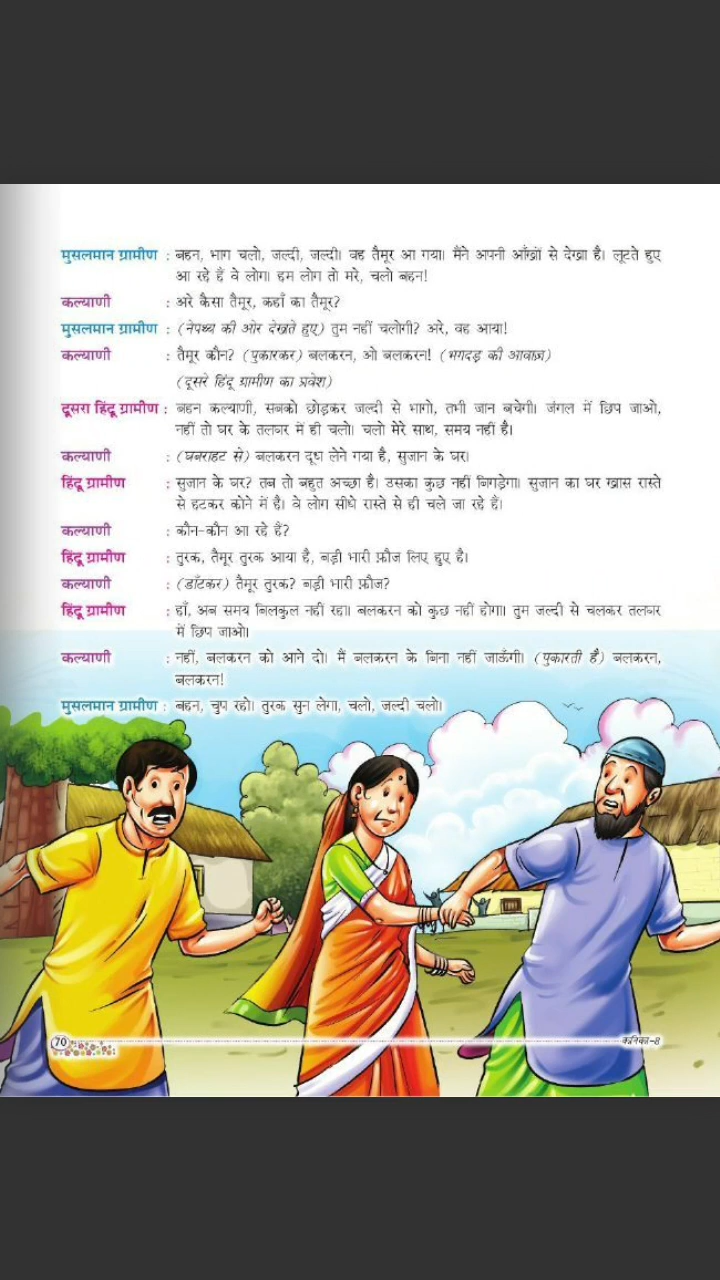 मुसलमान ग्रामीण : बहन, भाग चलो, जल्दी, जल्दी। वह तैमूर आ गया। मैंने अपनी आँखों से देखा है। लूटते हुए
आ रहे हैं वे लोग। हम लोग तो मरे, चलो बहन!
कल्याणी : अरे कैसा तैमूर, कहाँ का तैमूर?
मुसलमान ग्रामीण : (नेपथ्य की ओर देखते हुए) तुम नहीं चलोगी? अरे, वह आया!
कल्याणी : तैमूर कौन? (पुकारकर) बलकरन, ओ बलकरन! (भगदड़ की आवाज़)
(दूसरे हिंदू ग्रामीण का प्रवेश)
दूसरा हिंदू ग्रामीण : बहन कल्याणी, सबको छोड़कर जल्दी से भागो, तभी जान बचेगी। जंगल में छिप जाओ,
नहीं तो घर के तलघर में ही चलो। चलो मेरे साथ, समय नहीं है।
कल्याणी : (घबराहट से) बलकरन दूध लेने गया है, सुजान के घर।
हिंदू ग्रामीण : सुजान के घर? तब तो बहुत अच्छा है। उसका कुछ नहीं बिगड़ेगा। सुजान का घर खास रास्ते
से हटकर कोने में है। वे लोग सीधे रास्ते से ही चले जा रहे हैं।
कल्याणी : कौन-कौन आ रहे हैं?
हिंदू ग्रामीण : तुरक, तैमूर तुरक आया है, बड़ी भारी फ़ौज लिए हुए है।
कल्याणी : (डाँटकर) तैमूर तुरक? बड़ी भारी फ़ौज?
हिंदू ग्रामीण : हाँ, अब समय बिलकुल नहीं रहा। बलकरन को कुछ नहीं होगा। तुम जल्दी से चलकर तलघर
में छिप जाओ।
कल्याणी : नहीं, बलकरन को आने दो। मैं बलकरन के बिना नहीं जाऊँगी। (पुकारती है) बलकरन,
बलकरन!
मुसलमान ग्रामीण : बहन, चुप रहो। तुरक सुन लेगा, चलो, जल्दी चलो।
70
कनिका-8